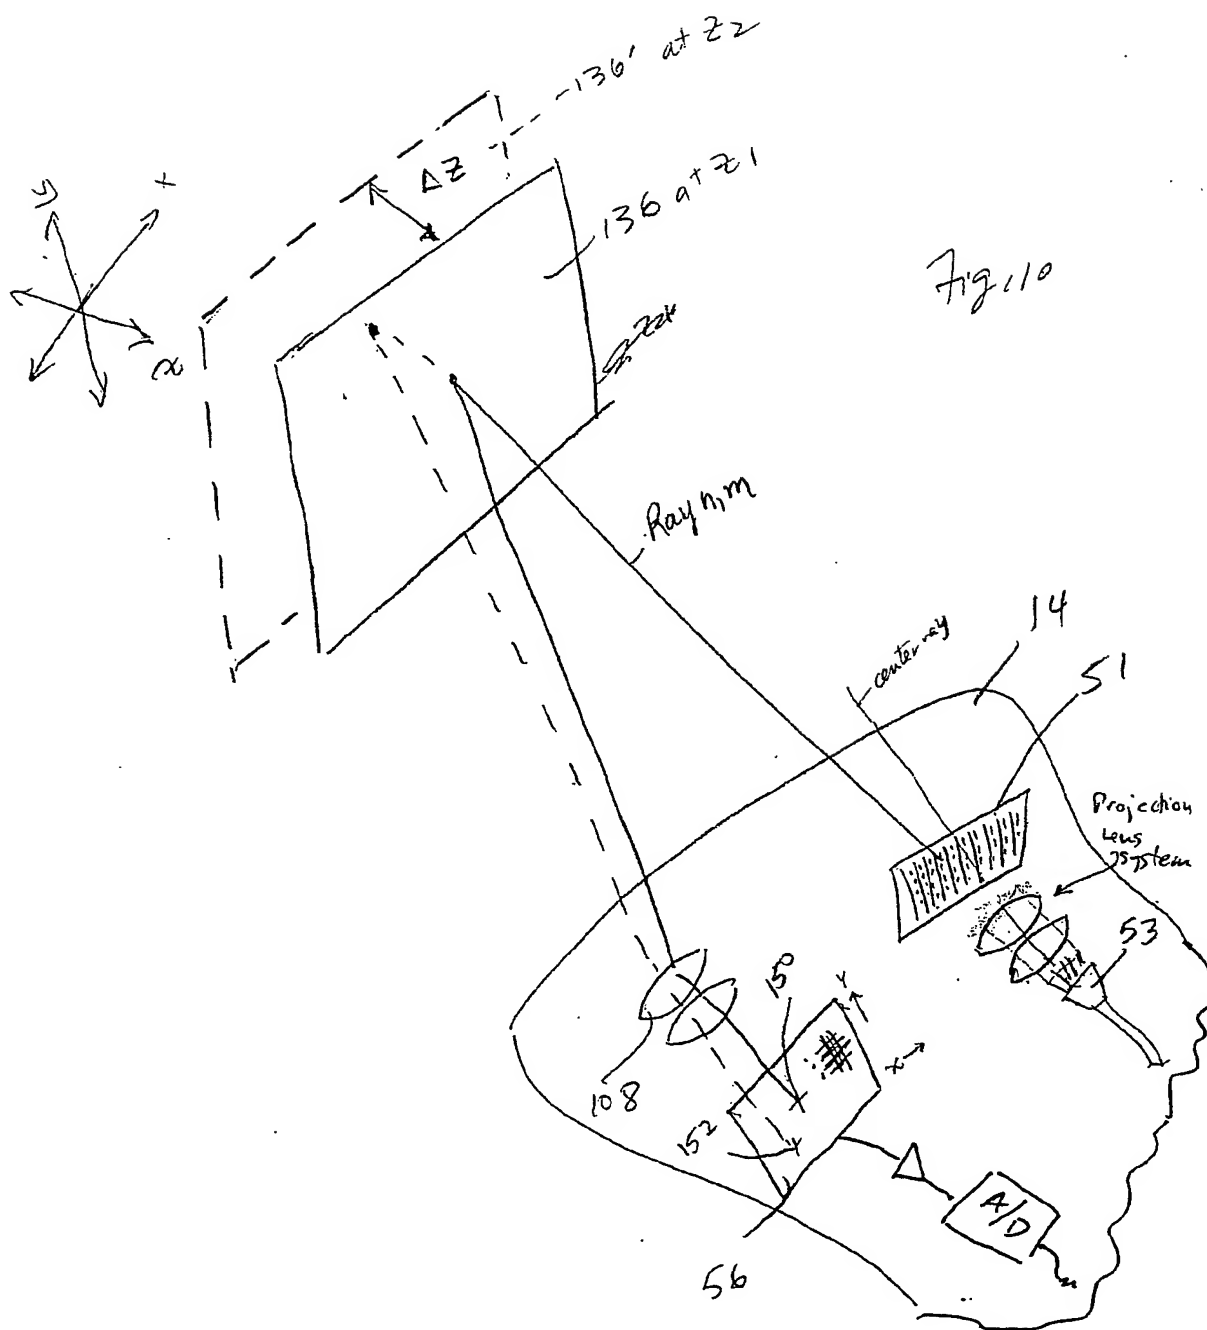 136' at Z2
ΔZ
136 at Z1
y
x
Fig. 10
Ray n,m
center ray
14
51
Projection
Lens
System
53
150
Y
X
108
152
A/D
56